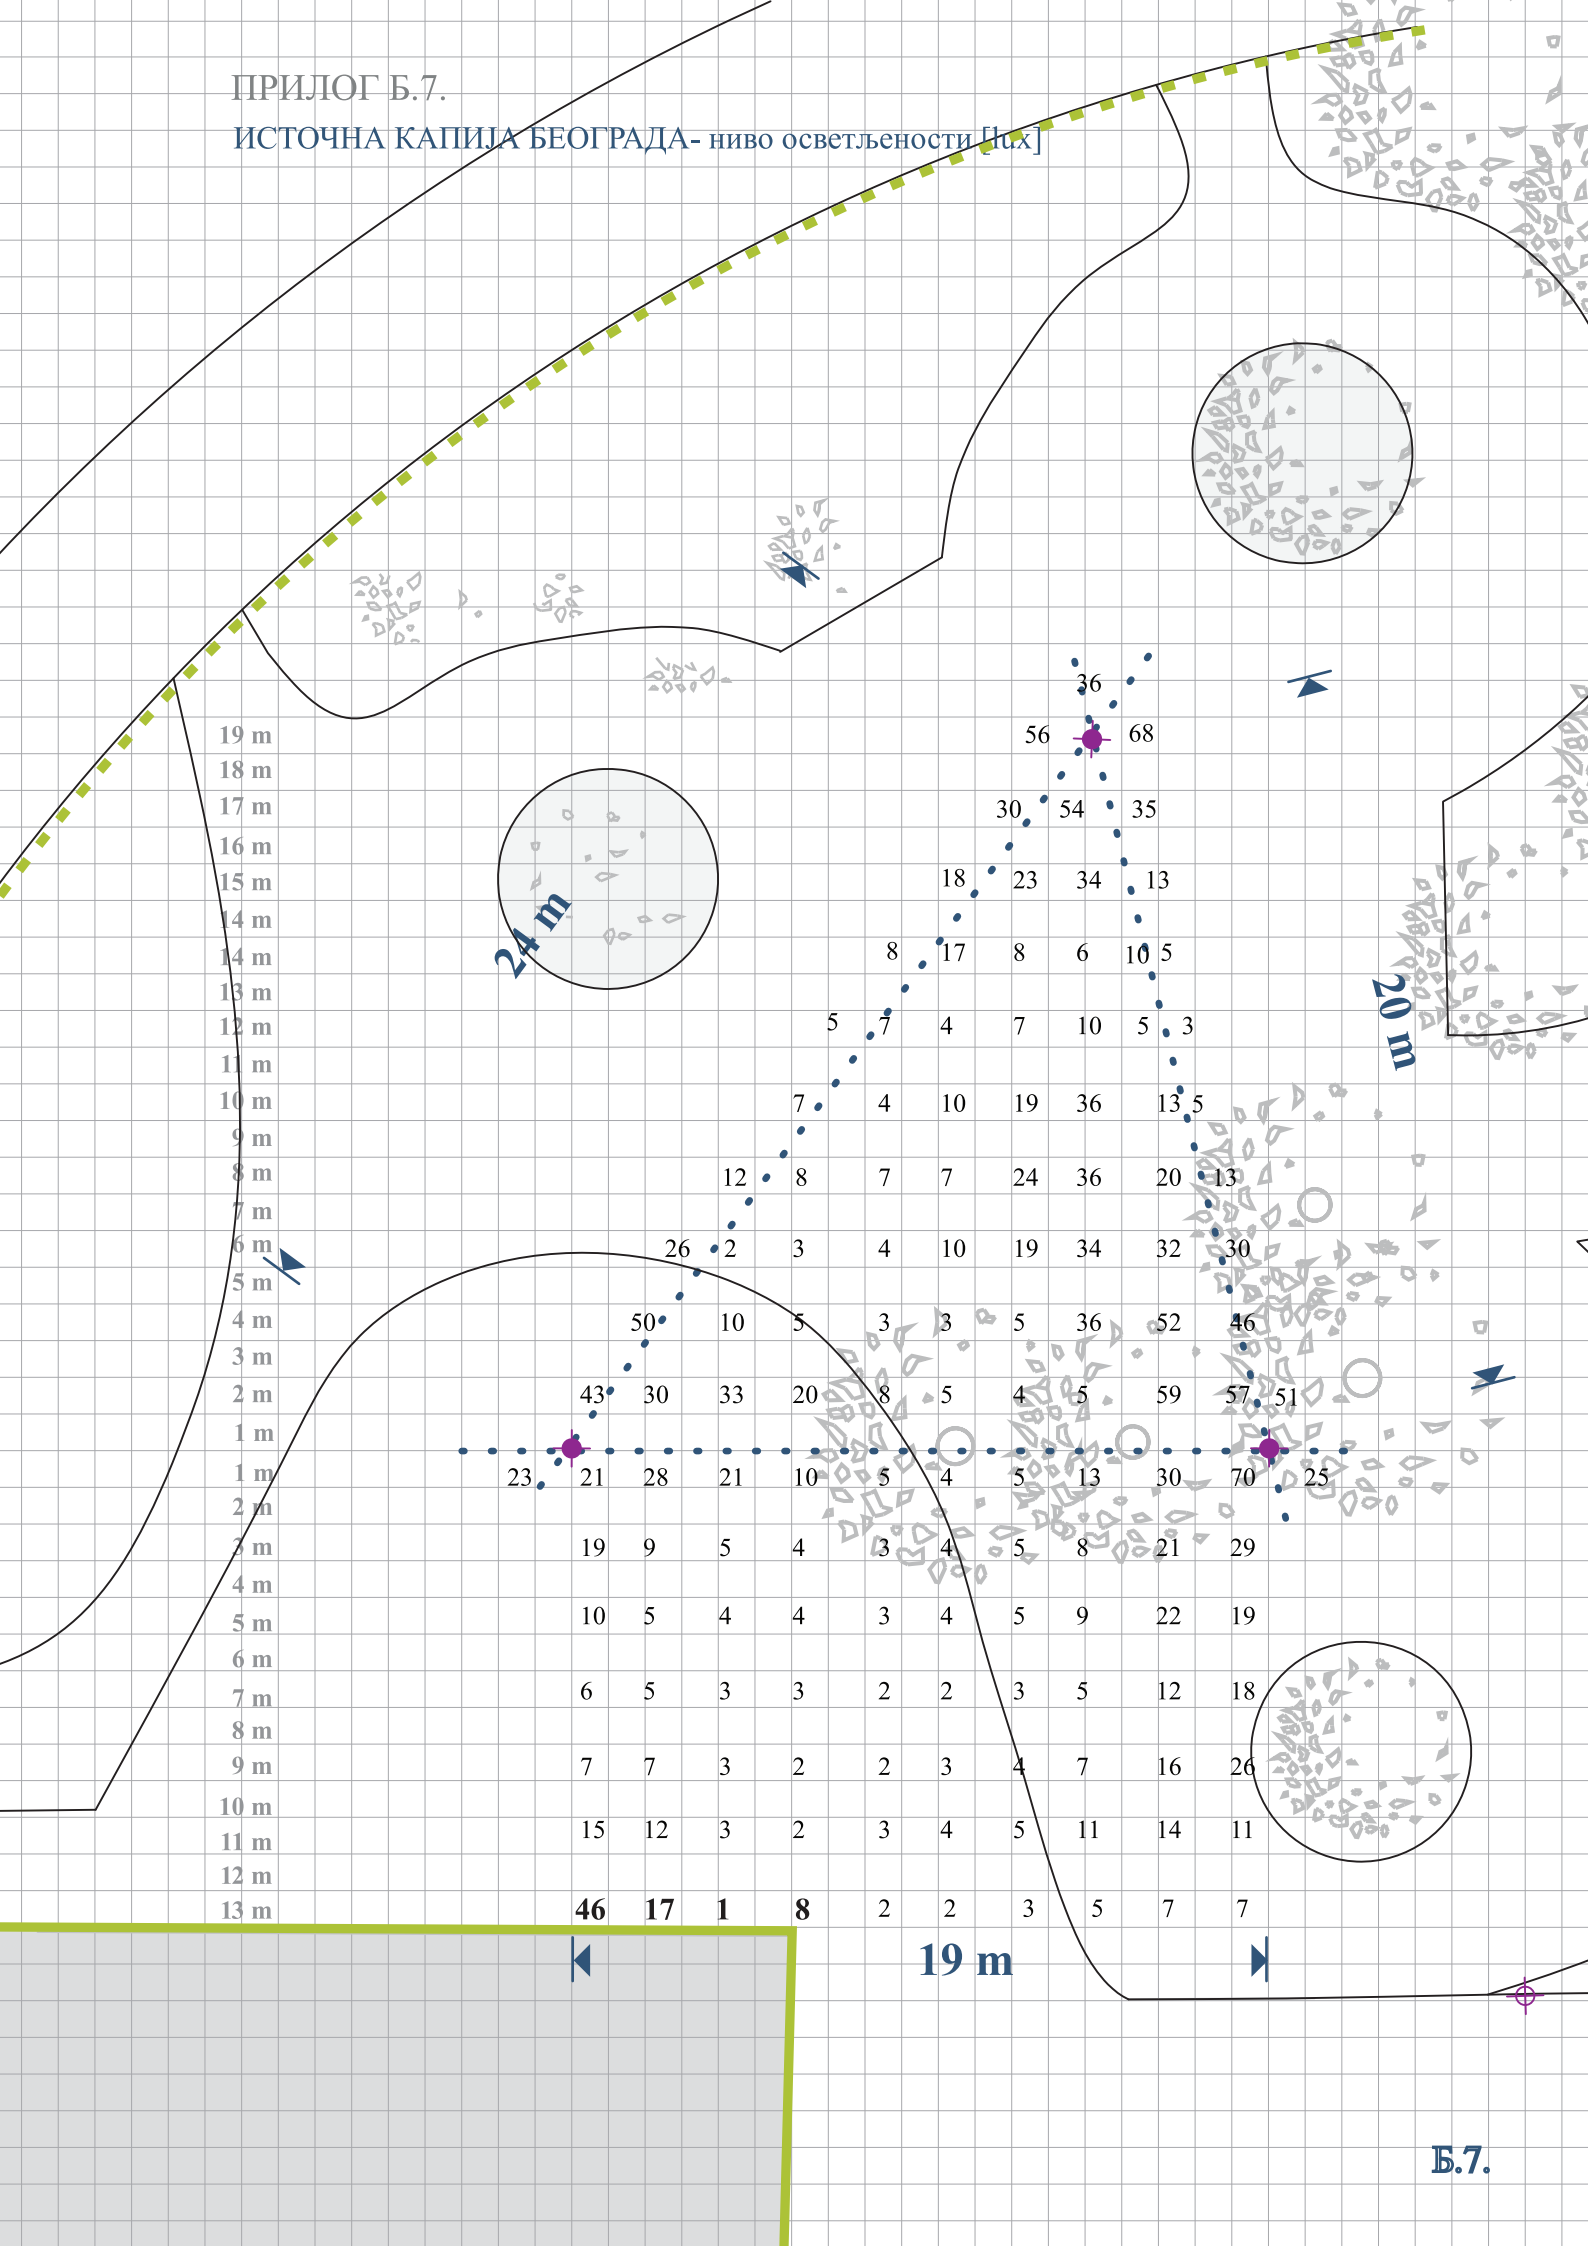 ПРИЛОГ Б.7.
ИСТОЧНА КАПИЈА БЕОГРАДА- ниво осветљености [lux]
36
19 m 56 68
18 m
17 m 30 54 35
16 m
15 m 18 23 34 13
14 m
24 m
14 m 8 17 8 6 10 5
13 m
20 m
12 m 5 7 4 7 10 5 3
11 m
10 m 7 4 10 19 36 13 5
9 m
8 m 12 8 7 7 24 36 20 13
7 m
6 m 26 2 3 4 10 19 34 32 30
5 m
4 m 50 10 5 3 3 5 36 52 46
3 m
2 m 43 30 33 20 8 5 4 5 59 57 51
1 m
1 m 23 21 28 21 10 5 4 5 13 30 70 25
2 m
3 m 19 9 5 4 3 4 5 8 21 29
4 m
5 m 10 5 4 4 3 4 5 9 22 19
6 m
7 m 6 5 3 3 2 2 3 5 12 18
8 m
9 m 7 7 3 2 2 3 4 7 16 26
10 m
11 m 15 12 3 2 3 4 5 11 14 11
12 m
13 m 46 17 1 8 2 2 3 5 7 7
19 m
Б.7.